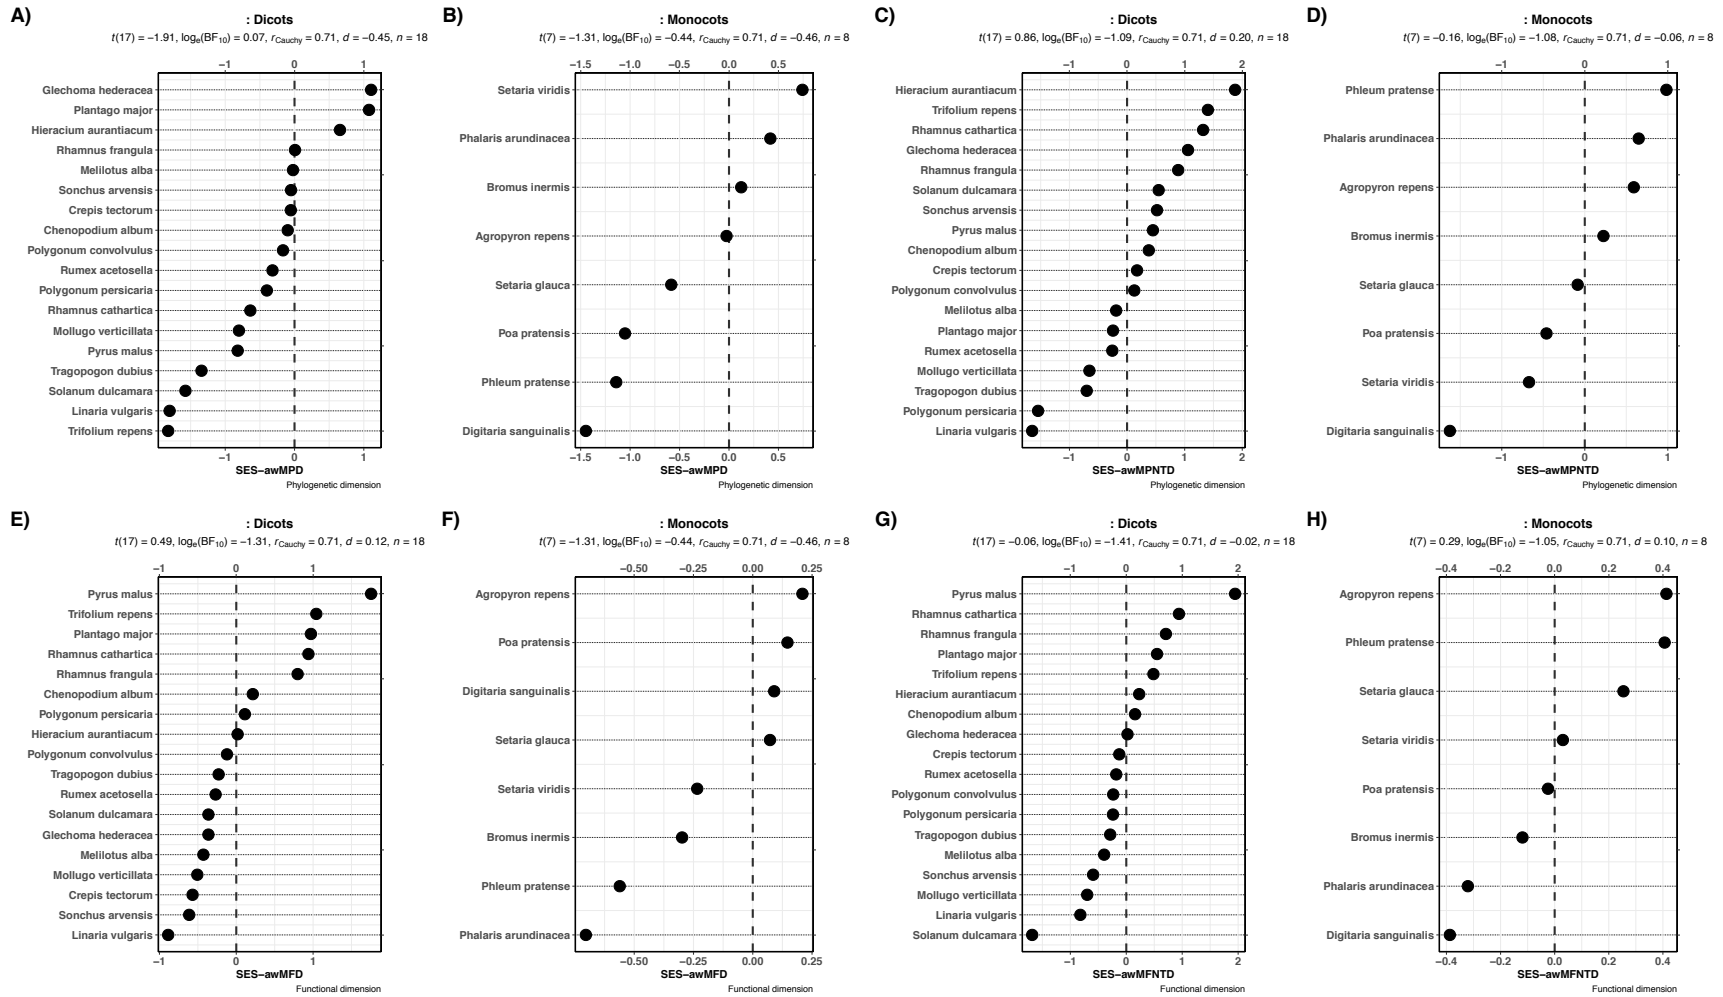 A)
: Dicots
t(17) = −1.91, loge(BF10) = 0.07, rCauchy = 0.71, d = −0.45, n = 18
−1 0 1
Glechoma hederacea
Plantago major
Hieracium aurantiacum
Rhamnus frangula
Melilotus alba
Sonchus arvensis
Crepis tectorum
Chenopodium album
Polygonum convolvulus
Rumex acetosella
Polygonum persicaria
Rhamnus cathartica
Mollugo verticillata
Pyrus malus
Tragopogon dubius
Solanum dulcamara
Linaria vulgaris
Trifolium repens
−1 0 1
SES−awMPD
Phylogenetic dimension
B)
: Monocots
t(7) = −1.31, loge(BF10) = −0.44, rCauchy = 0.71, d = −0.46, n = 8
−1.5 −1.0 −0.5 0.0 0.5
Setaria viridis
Phalaris arundinacea
Bromus inermis
Agropyron repens
Setaria glauca
Poa pratensis
Phleum pratense
Digitaria sanguinalis
−1.5 −1.0 −0.5 0.0 0.5
SES−awMPD
Phylogenetic dimension
C)
: Dicots
t(17) = 0.86, loge(BF10) = −1.09, rCauchy = 0.71, d = 0.20, n = 18
−1 0 1 2
Hieracium aurantiacum
Trifolium repens
Rhamnus cathartica
Glechoma hederacea
Rhamnus frangula
Solanum dulcamara
Sonchus arvensis
Pyrus malus
Chenopodium album
Crepis tectorum
Polygonum convolvulus
Melilotus alba
Plantago major
Rumex acetosella
Mollugo verticillata
Tragopogon dubius
Polygonum persicaria
Linaria vulgaris
−1 0 1 2
SES−awMPNTD
Phylogenetic dimension
D)
: Monocots
t(7) = −0.16, loge(BF10) = −1.08, rCauchy = 0.71, d = −0.06, n = 8
−1 0 1
Phleum pratense
Phalaris arundinacea
Agropyron repens
Bromus inermis
Setaria glauca
Poa pratensis
Setaria viridis
Digitaria sanguinalis
−1 0 1
SES−awMPNTD
Phylogenetic dimension
E)
: Dicots
t(17) = 0.49, loge(BF10) = −1.31, rCauchy = 0.71, d = 0.12, n = 18
−1 0 1
Pyrus malus
Trifolium repens
Plantago major
Rhamnus cathartica
Rhamnus frangula
Chenopodium album
Polygonum persicaria
Hieracium aurantiacum
Polygonum convolvulus
Tragopogon dubius
Rumex acetosella
Solanum dulcamara
Glechoma hederacea
Melilotus alba
Mollugo verticillata
Crepis tectorum
Sonchus arvensis
Linaria vulgaris
−1 0 1
SES−awMFD
Functional dimension
F)
: Monocots
t(7) = −1.31, loge(BF10) = −0.44, rCauchy = 0.71, d = −0.46, n = 8
−0.50 −0.25 0.00 0.25
Agropyron repens
Poa pratensis
Digitaria sanguinalis
Setaria glauca
Setaria viridis
Bromus inermis
Phleum pratense
Phalaris arundinacea
−0.50 −0.25 0.00 0.25
SES−awMFD
Functional dimension
G)
: Dicots
t(17) = −0.06, loge(BF10) = −1.41, rCauchy = 0.71, d = −0.02, n = 18
−1 0 1 2
Pyrus malus
Rhamnus cathartica
Rhamnus frangula
Plantago major
Trifolium repens
Hieracium aurantiacum
Chenopodium album
Glechoma hederacea
Crepis tectorum
Rumex acetosella
Polygonum convolvulus
Polygonum persicaria
Tragopogon dubius
Melilotus alba
Sonchus arvensis
Mollugo verticillata
Linaria vulgaris
Solanum dulcamara
−1 0 1 2
SES−awMFNTD
Functional dimension
H)
: Monocots
t(7) = 0.29, loge(BF10) = −1.05, rCauchy = 0.71, d = 0.10, n = 8
−0.4 −0.2 0.0 0.2 0.4
Agropyron repens
Phleum pratense
Setaria glauca
Setaria viridis
Poa pratensis
Bromus inermis
Phalaris arundinacea
Digitaria sanguinalis
−0.4 −0.2 0.0 0.2 0.4
SES−awMFNTD
Functional dimension